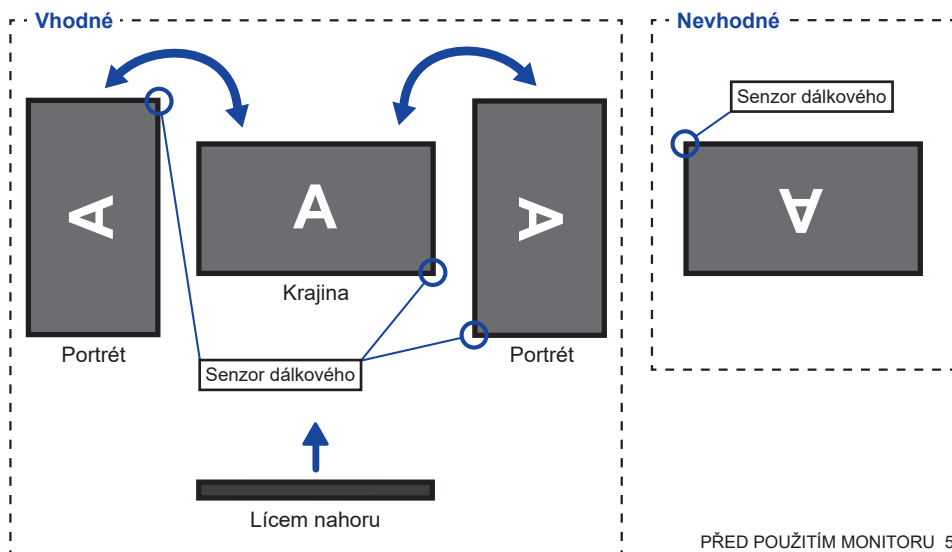 Vhodné
Nevhodné
Senzor dálkového
A
A
A
A
Krajina
Portrét
Portrét
Senzor dálkového
Lícem nahoru
PŘED POUŽITÍM MONITORU 5